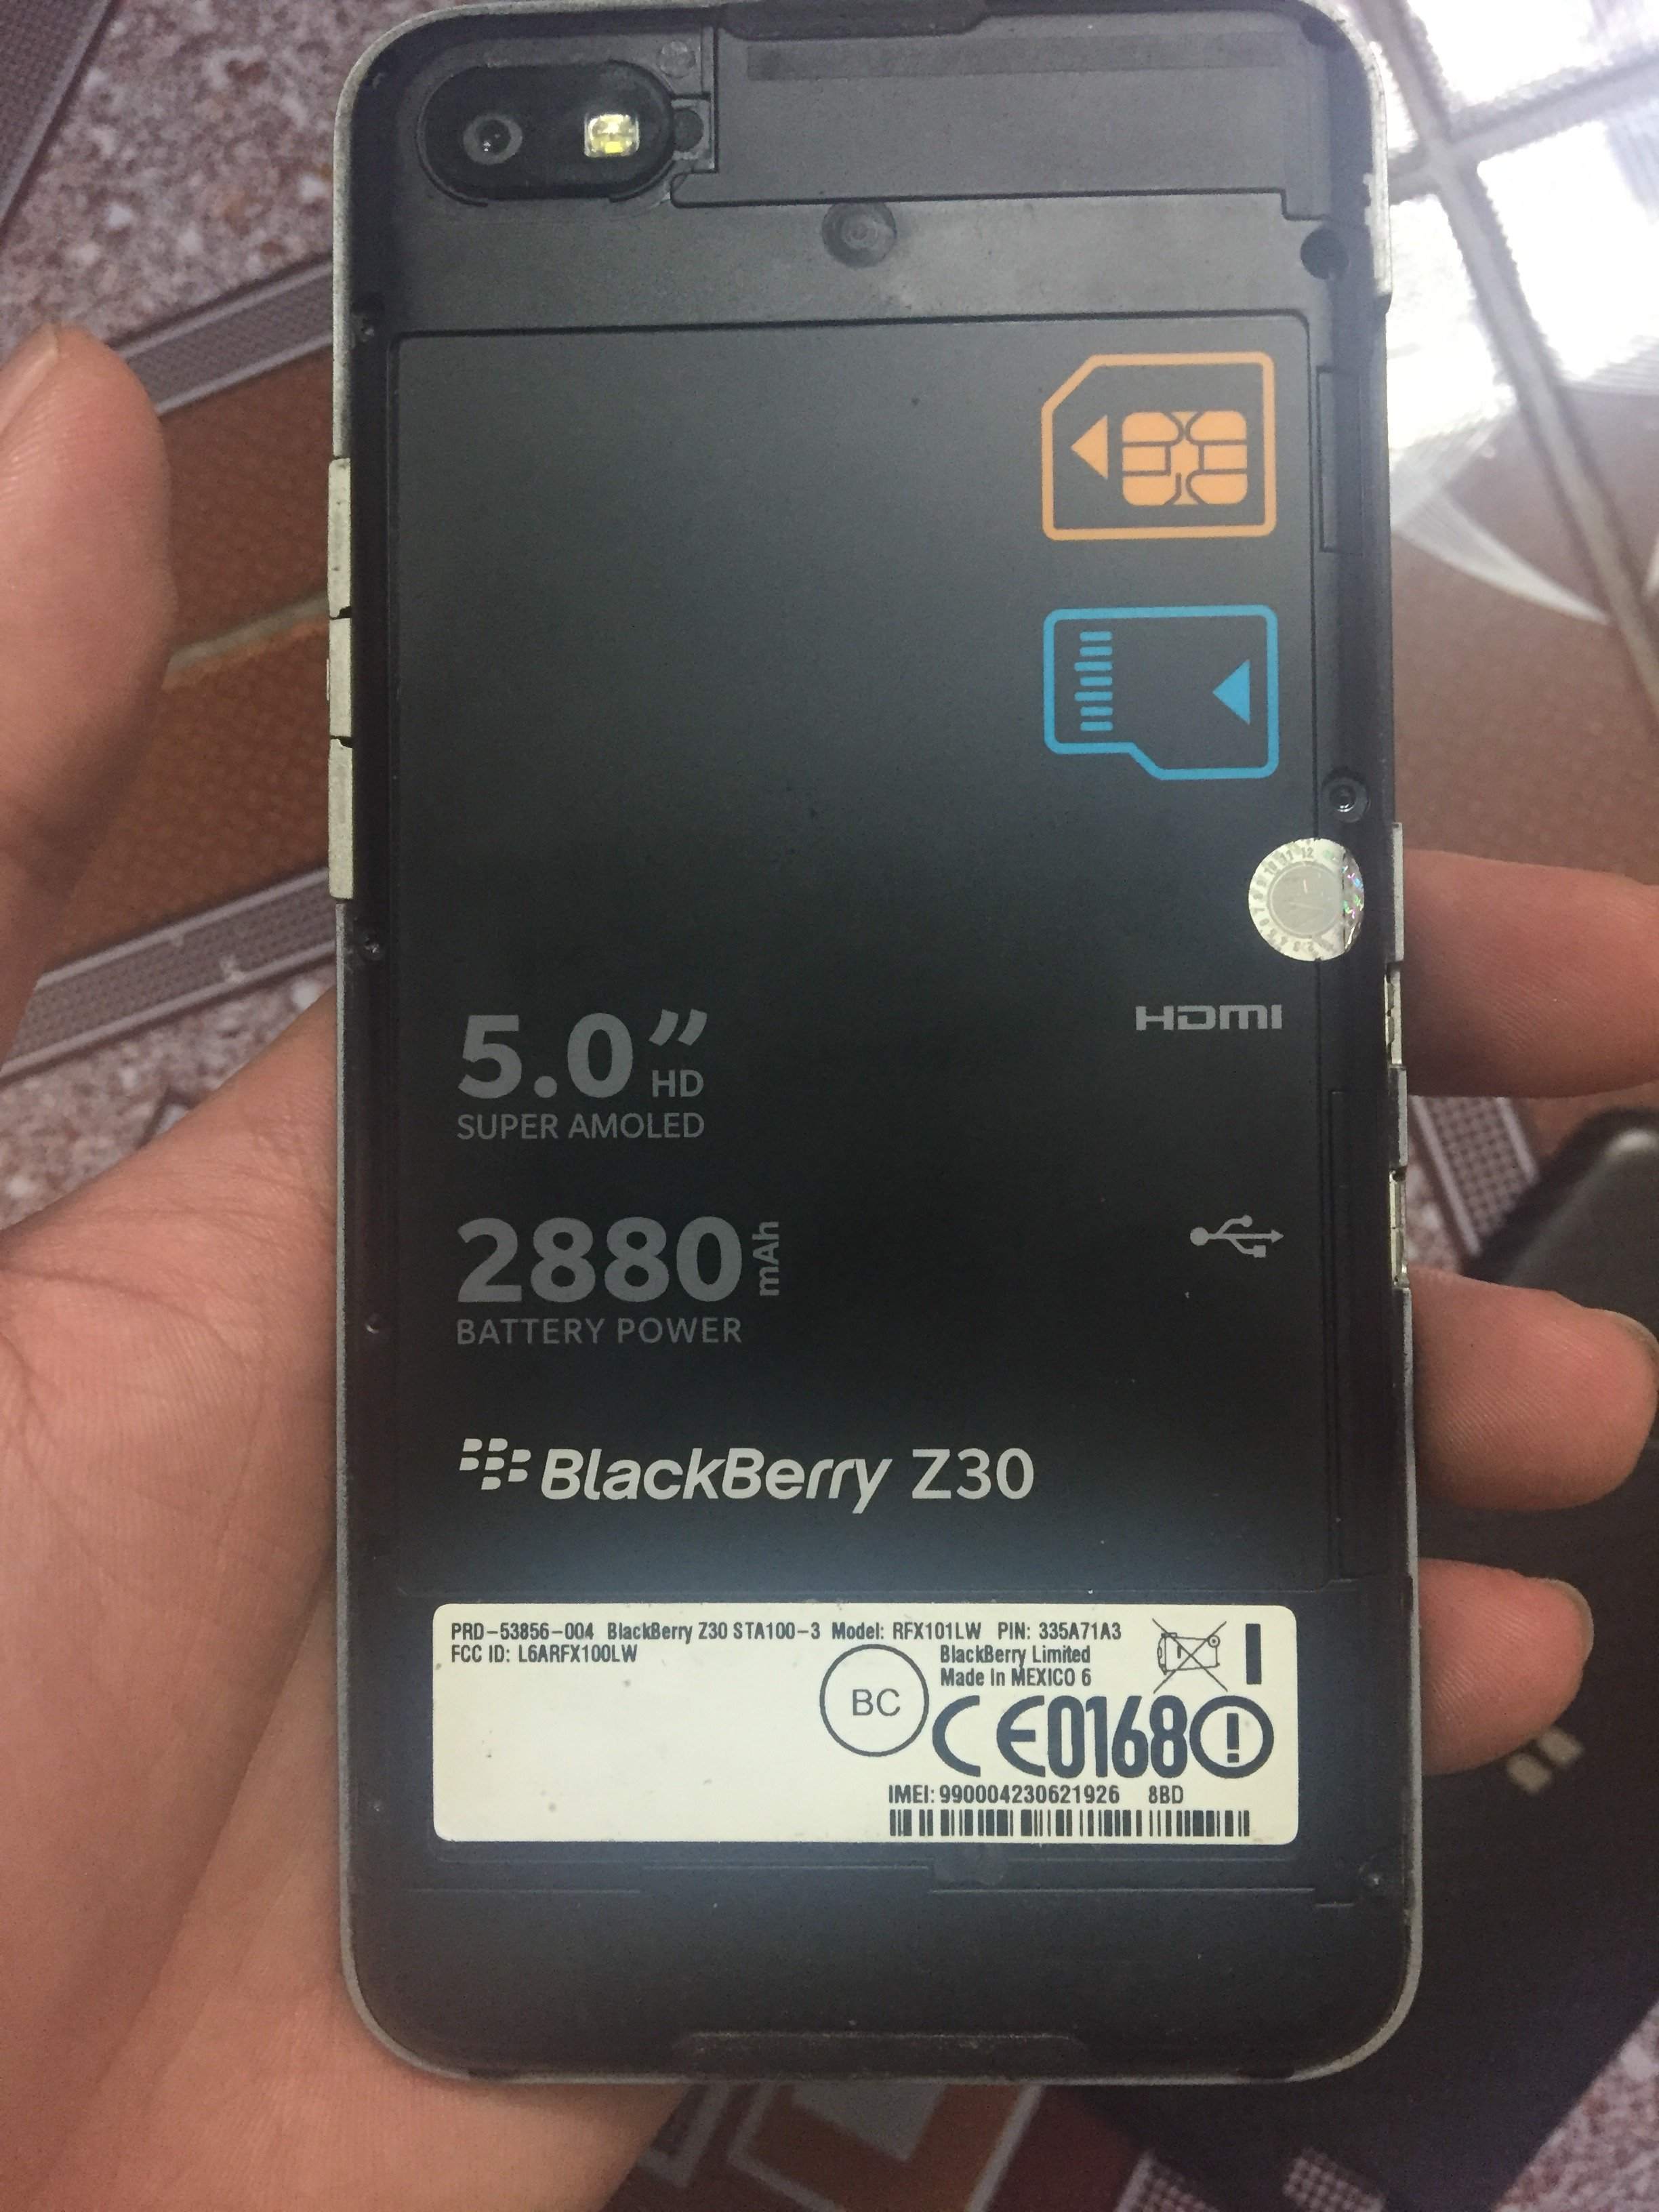 5.0” HD
SUPER AMOLED
HDMI
2880 mAh
BATTERY POWER
BlackBerry Z30
PRD-53856-004 BlackBerry Z30 STA100-3 Model: RFX101LW PIN: 335A71A3
FCC ID: L6ARFX100LW
BlackBerry Limited
Made In MEXICO 6
BC
CE0168
IMEI: 990004230621926 8BD